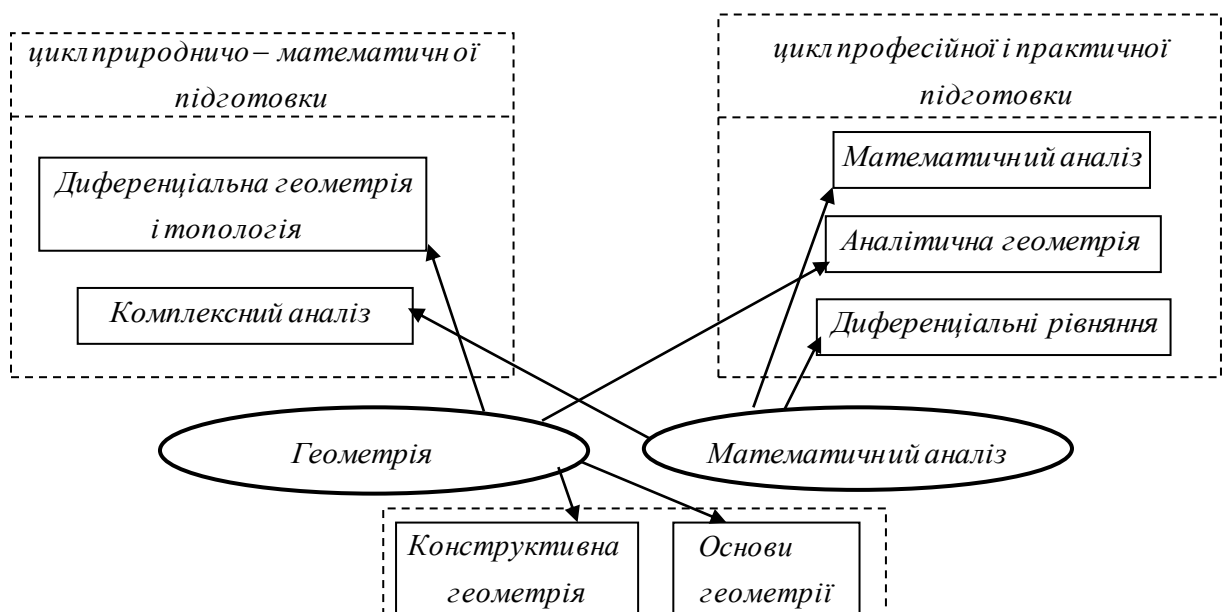 цикл природничо – математичної
підготовки
Диференціальна геометрія
і топологія
Комплексний аналіз
цикл професійної і практичної
підготовки
Математичний аналіз
Аналітична геометрія
Диференціальні рівняння
Геометрія
Математичний аналіз
Конструктивна
геометрія
Основи
геометрії